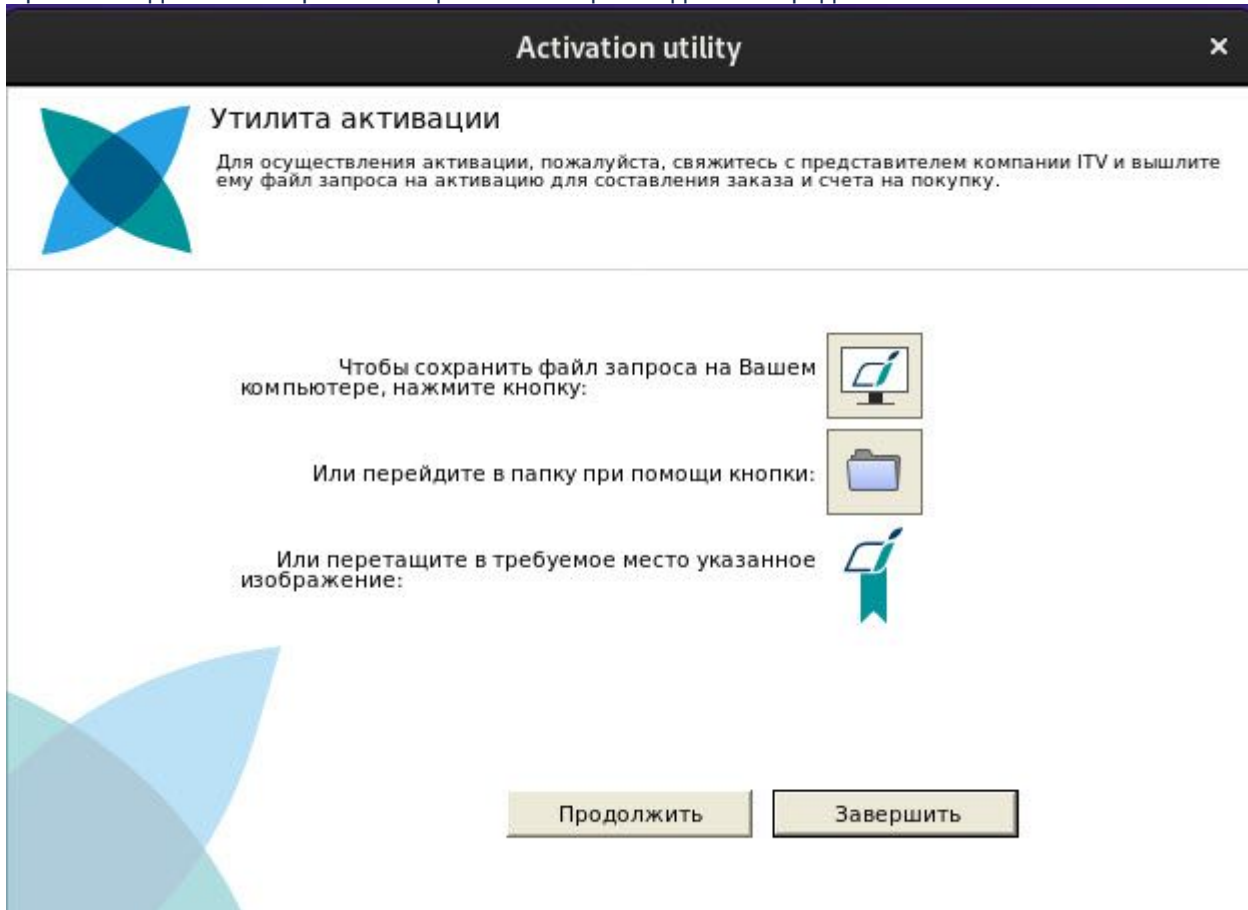 Activation utility
Утилита активации
Для осуществления активации, пожалуйста, свяжитесь с представителем компании ITV и вышлите
ему файл запроса на активацию для составления заказа и счета на покупку.
Чтобы сохранить файл запроса на Вашем
компьютере, нажмите кнопку:
Или перейдите в папку при помощи кнопки:
Или перетащите в требуемое место указанное
изображение:
Продолжить
Завершить